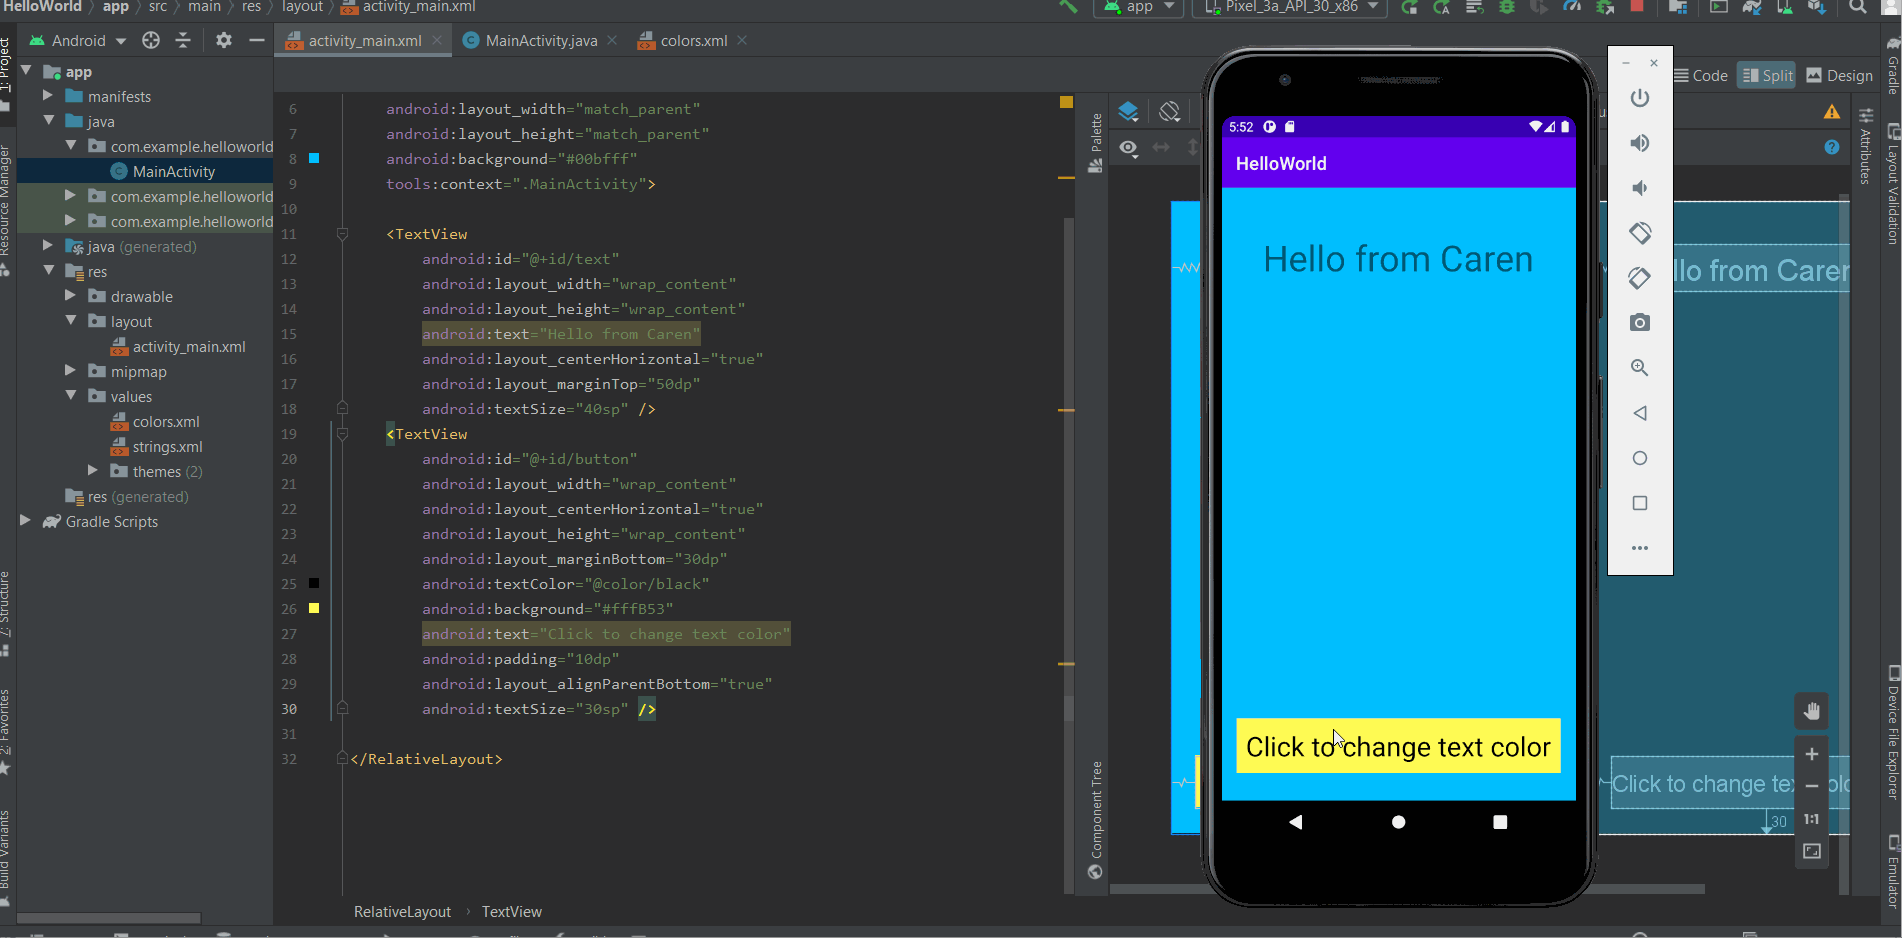 HelloWorld app src main res layout activity_main.xml
app Pixel_3a_API_30_x86
Android
activity_main.xml MainActivity.java colors.xml
Code Split Design
1: Project
Resource Manager
7: Structure
2: Favorites
Build Variants
app
manifests
java
com.example.helloworld
MainActivity
com.example.helloworld
com.example.helloworld
java (generated)
res
drawable
layout
activity_main.xml
mipmap
values
colors.xml
strings.xml
themes (2)
res (generated)
Gradle Scripts
6 android:layout_width="match_parent"
7 android:layout_height="match_parent"
8 android:background="#00bfff"
9 tools:context=".MainActivity">
10
11 <TextView
12 android:id="@+id/text"
13 android:layout_width="wrap_content"
14 android:layout_height="wrap_content"
15 android:text="Hello from Caren"
16 android:layout_centerHorizontal="true"
17 android:layout_marginTop="50dp"
18 android:textSize="40sp" />
19 <TextView
20 android:id="@+id/button"
21 android:layout_width="wrap_content"
22 android:layout_centerHorizontal="true"
23 android:layout_height="wrap_content"
24 android:layout_marginBottom="30dp"
25 android:textColor="@color/black"
26 android:background="#fffB53"
27 android:text="Click to change text color"
28 android:padding="10dp"
29 android:layout_alignParentBottom="true"
30 android:textSize="30sp" />
31
32 </RelativeLayout>
RelativeLayout TextView
Palette
Component Tree
5:52
HelloWorld
Hello from Caren
Click to change text color
llo from Caren
Click to change
30
1:1
Attributes
Gradle
Layout Validation
Device File Explorer
Emulator